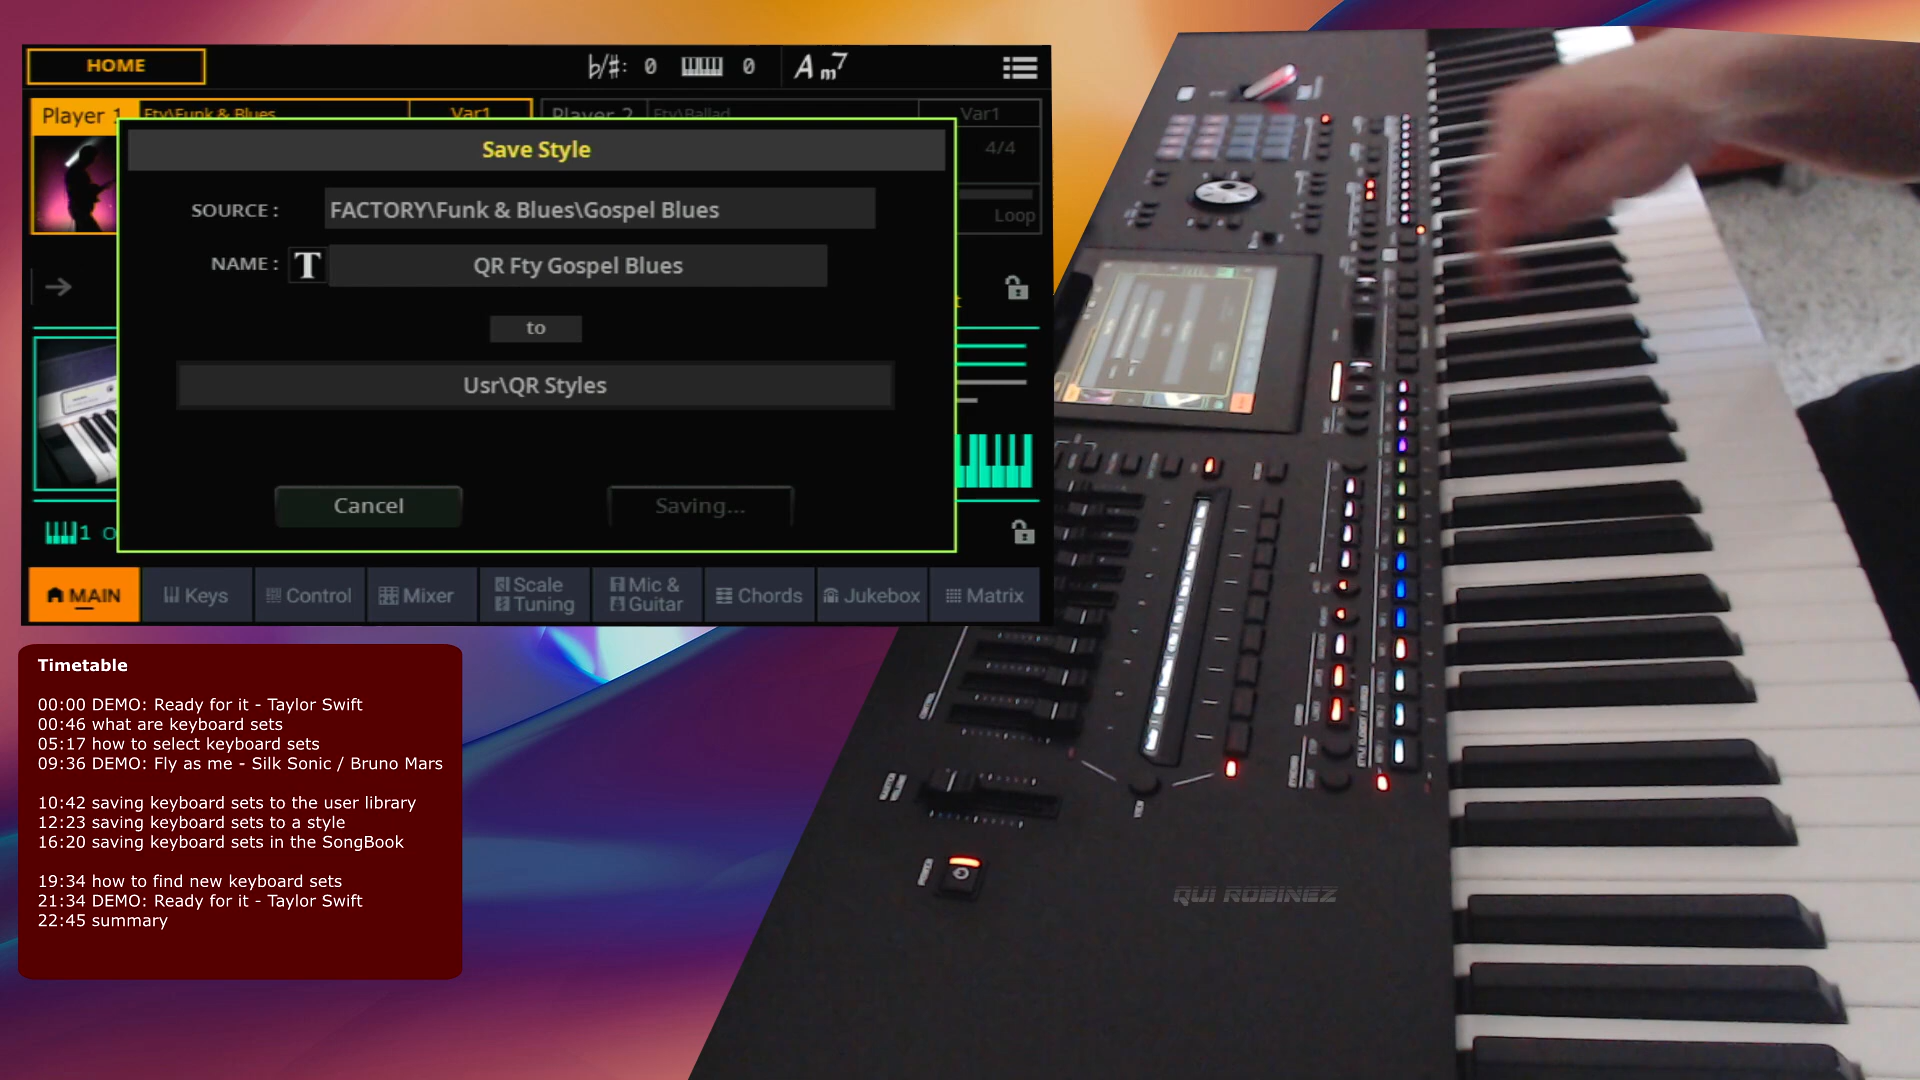 HOME
b/#: 0
0
Am7
Player 1
Fty\Funk & Blues
Var1
Player 2
Fty\Ballad
Var1
4/4
Loop
Save Style
SOURCE :
FACTORY\Funk & Blues\Gospel Blues
NAME :
T
QR Fty Gospel Blues
to
Usr\QR Styles
Cancel
Saving...
1
MAIN
Keys
Control
Mixer
Scale
Tuning
Mic &
Guitar
Chords
Jukebox
Matrix
Timetable
00:00 DEMO: Ready for it - Taylor Swift
00:46 what are keyboard sets
05:17 how to select keyboard sets
09:36 DEMO: Fly as me - Silk Sonic / Bruno Mars
10:42 saving keyboard sets to the user library
12:23 saving keyboard sets to a style
16:20 saving keyboard sets in the SongBook
19:34 how to find new keyboard sets
21:34 DEMO: Ready for it - Taylor Swift
22:45 summary
QUI ROBINEZ